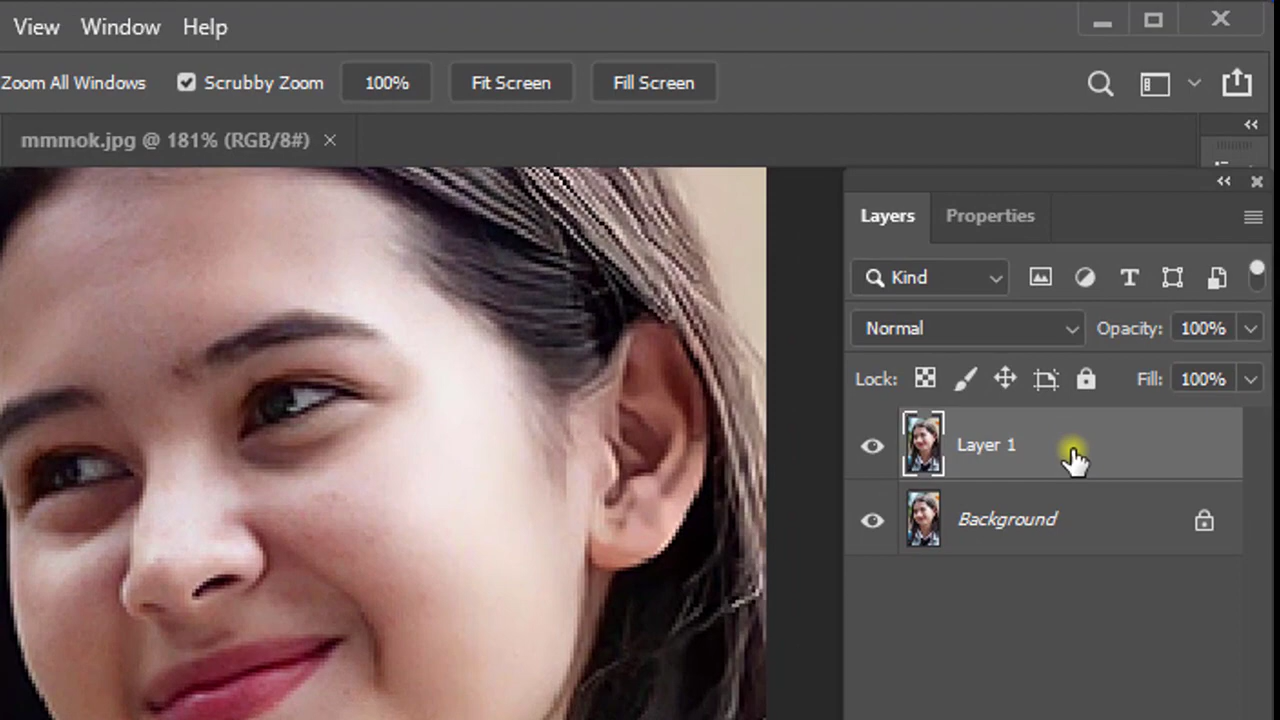 View Window Help
Zoom All Windows Scrubby Zoom 100% Fit Screen Fill Screen
mmmok.jpg @ 181% (RGB/8#)
Layers Properties
Kind
Normal Opacity: 100%
Lock: Fill: 100%
Layer 1
Background